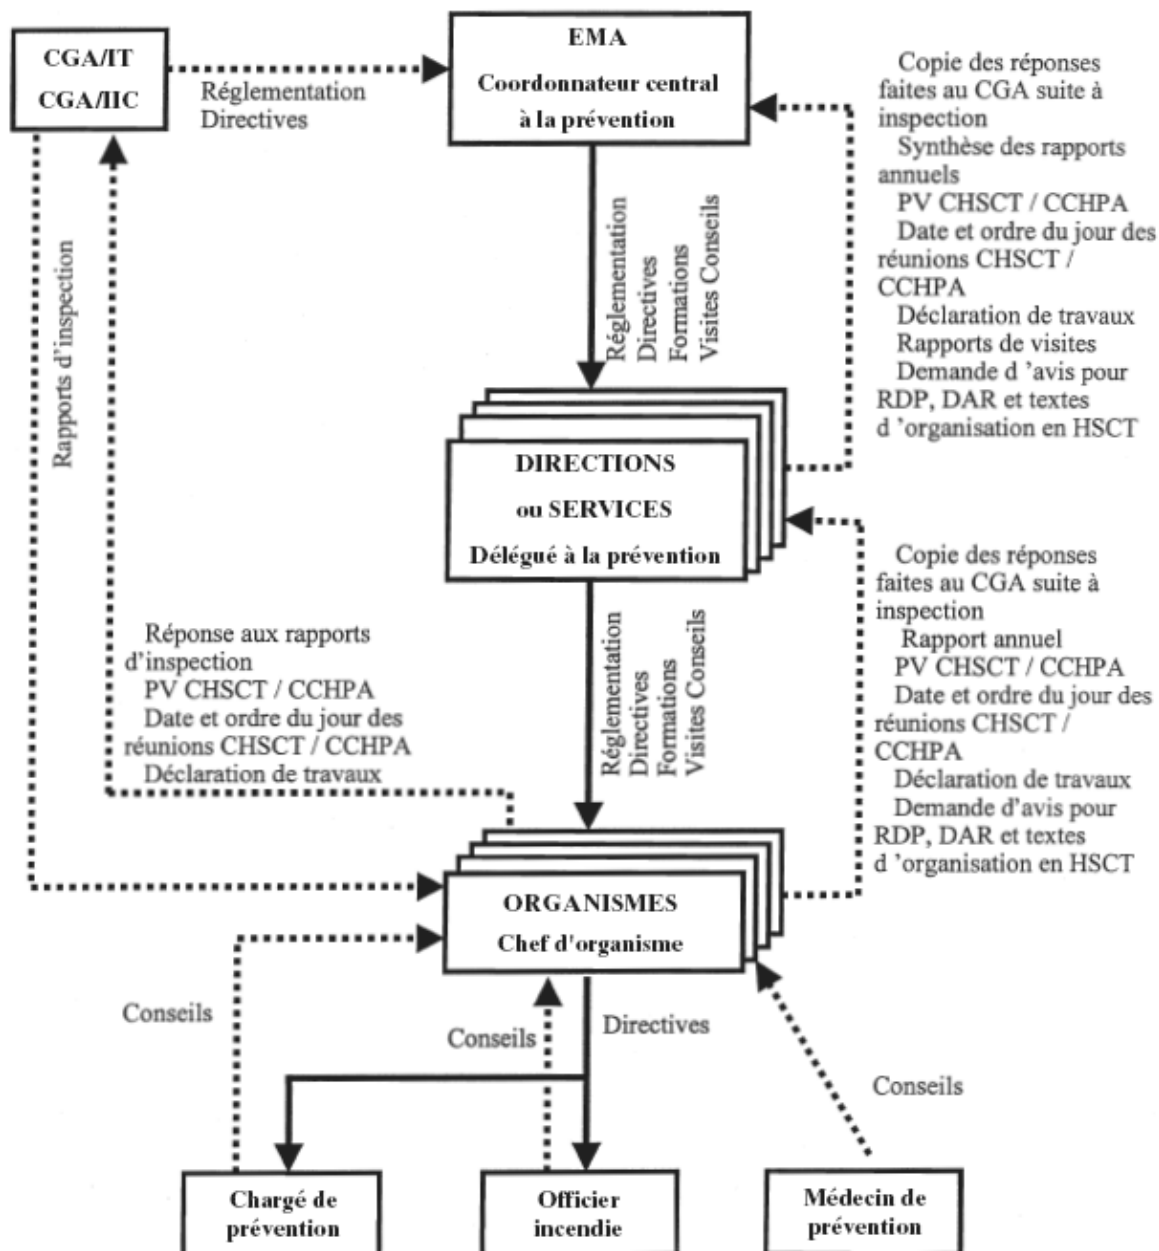 CGA/IT
CGA/IIC
Réglementation
Directives
EMA
Coordonnateur central
à la prévention
Copie des réponses
faites au CGA suite à
inspection
Synthèse des rapports
annuels
PV CHSCT / CCHPA
Date et ordre du jour des
réunions CHSCT /
CCHPA
Déclaration de travaux
Rapports de visites
Demande d ’avis pour
RDP, DAR et textes
d ’organisation en HSCT
Rapports d’inspection
Réglementation
Directives
Formations
Visites Conseils
DIRECTIONS
ou SERVICES
Délégué à la prévention
Copie des réponses
faites au CGA suite à
inspection
Rapport annuel
PV CHSCT / CCHPA
Date et ordre du jour des
réunions CHSCT /
CCHPA
Déclaration de travaux
Demande d'avis pour
RDP, DAR et textes
d ’organisation en HSCT
Réponse aux rapports
d’inspection
PV CHSCT / CCHPA
Date et ordre du jour des
réunions CHSCT / CCHPA
Déclaration de travaux
Réglementation
Directives
Formations
Visites Conseils
ORGANISMES
Chef d'organisme
Conseils
Conseils
Directives
Conseils
Chargé de
prévention
Officier
incendie
Médecin de
prévention